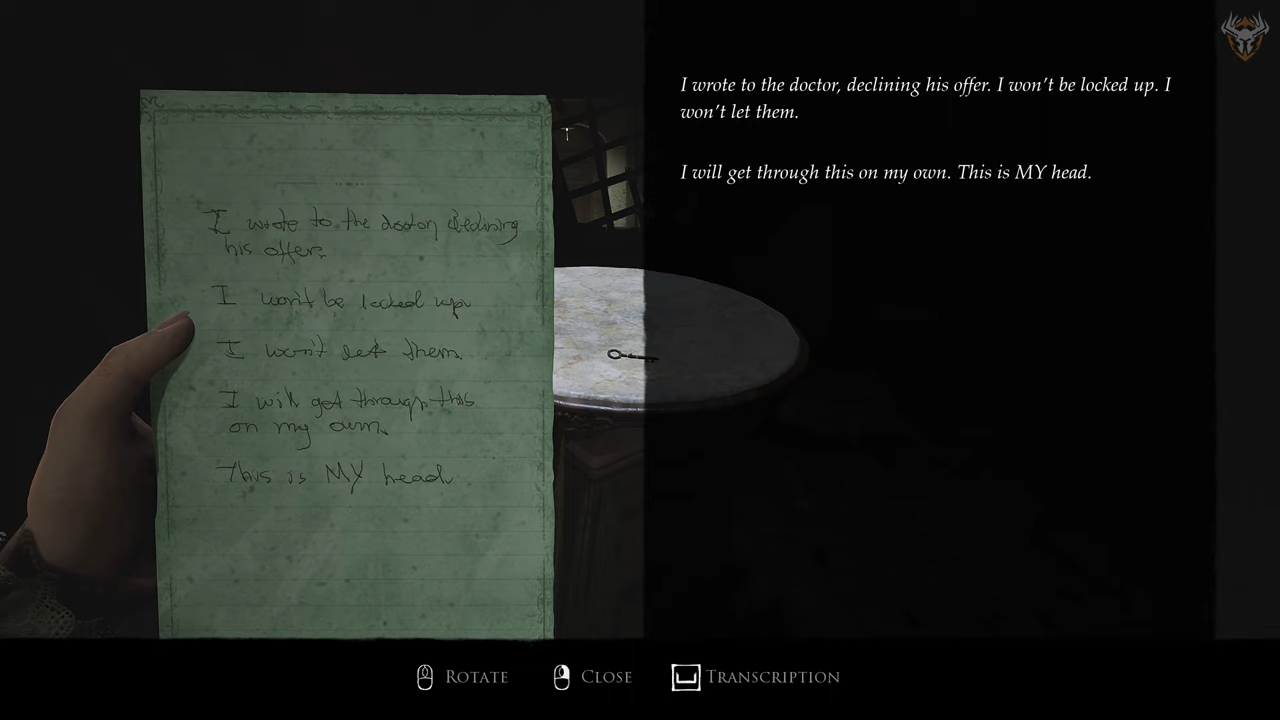 I wrote to the doctor, declining
his offer.
I won't be locked up.
I won't let them.
I will get through this
on my own.
This is MY head.
I wrote to the doctor, declining his offer. I won't be locked up. I
won't let them.
I will get through this on my own. This is MY head.
ROTATE
CLOSE
TRANSCRIPTION